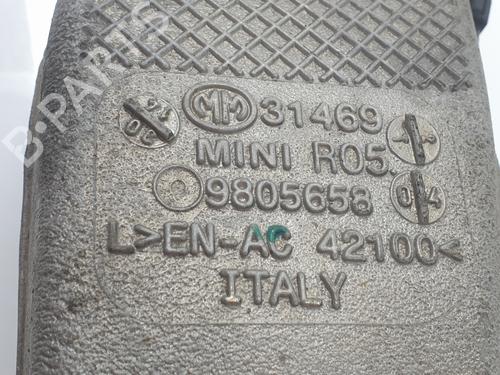 B-PARTS
MM 31469
MINI R05.
9805658
L>EN-AC 42100<
ITALY